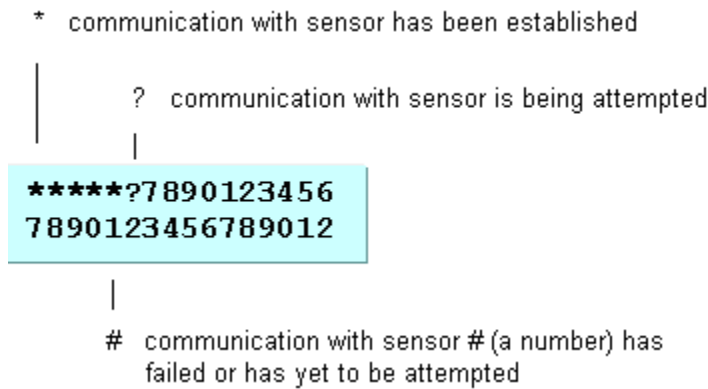 * communication with sensor has been established
? communication with sensor is being attempted
*****?7890123456
7890123456789012
# communication with sensor # (a number) has
failed or has yet to be attempted